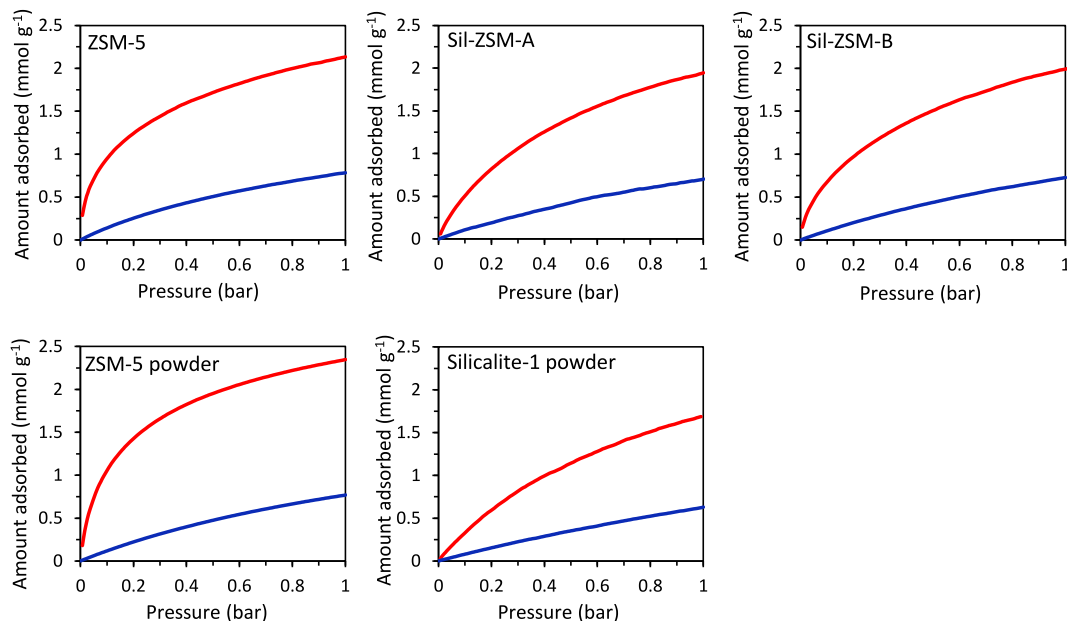 ZSM-5
Amount adsorbed (mmol g⁻¹)
2.5
2
1.5
1
0.5
0
0 0.2 0.4 0.6 0.8 1
Pressure (bar)
Sil-ZSM-A
Amount adsorbed (mmol g⁻¹)
2.5
2
1.5
1
0.5
0
0 0.2 0.4 0.6 0.8 1
Pressure (bar)
Sil-ZSM-B
Amount adsorbed (mmol g⁻¹)
2.5
2
1.5
1
0.5
0
0 0.2 0.4 0.6 0.8 1
Pressure (bar)
ZSM-5 powder
Amount adsorbed (mmol g⁻¹)
2.5
2
1.5
1
0.5
0
0 0.2 0.4 0.6 0.8 1
Pressure (bar)
Silicalite-1 powder
Amount adsorbed (mmol g⁻¹)
2.5
2
1.5
1
0.5
0
0 0.2 0.4 0.6 0.8 1
Pressure (bar)